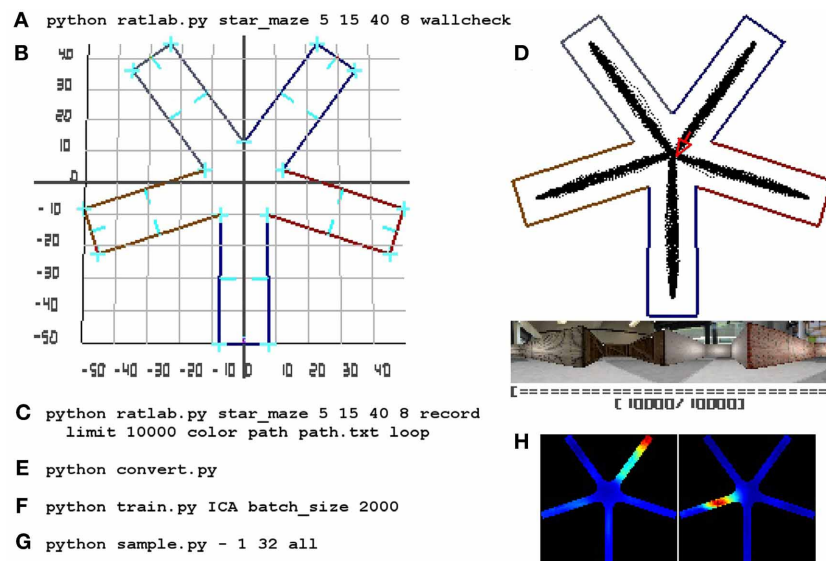 A python ratlab.py star_maze 5 15 40 8 wallcheck
B
40
30
20
10
0
-10
-20
-30
-40
-50
-50 -40 -30 -20 -10 0 10 20 30 40
C python ratlab.py star_maze 5 15 40 8 record
limit 10000 color path path.txt loop
D
[==============================
[10000/10000]
E python convert.py
F python train.py ICA batch_size 2000
G python sample.py - 1 32 all
H